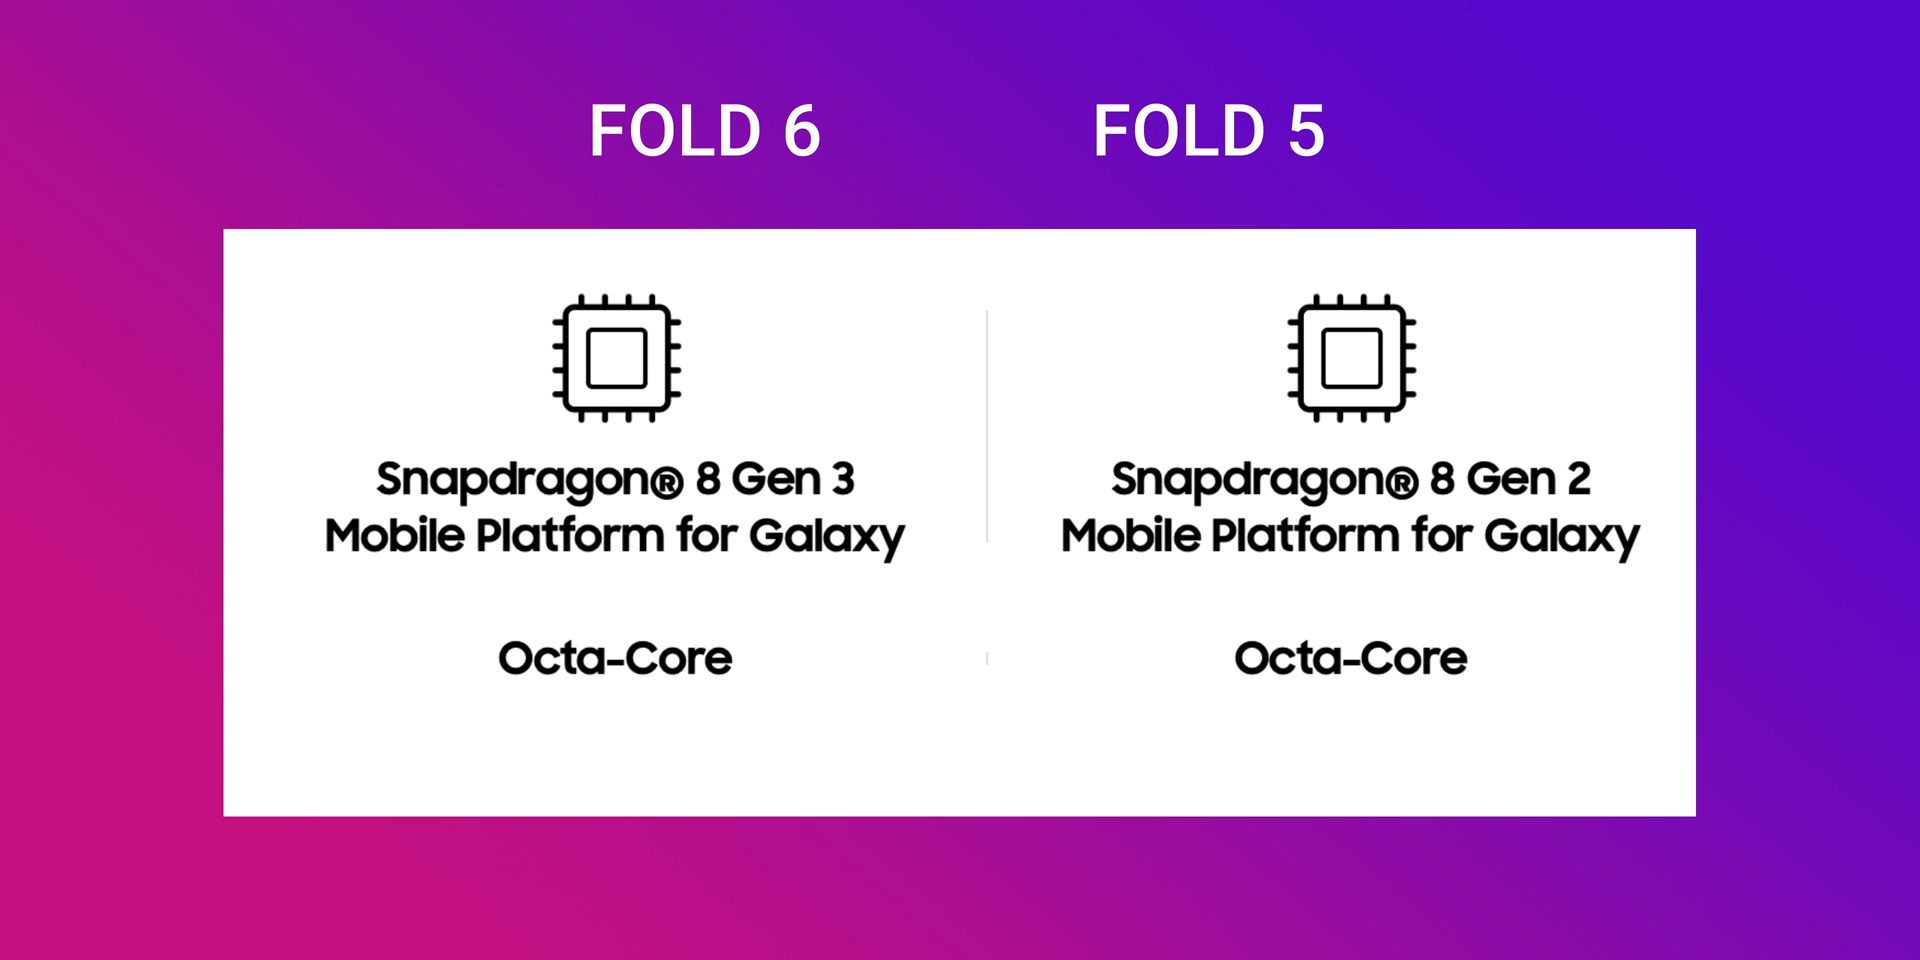 FOLD 6
FOLD 5
Snapdragon® 8 Gen 3
Mobile Platform for Galaxy
Octa-Core
Snapdragon® 8 Gen 2
Mobile Platform for Galaxy
Octa-Core